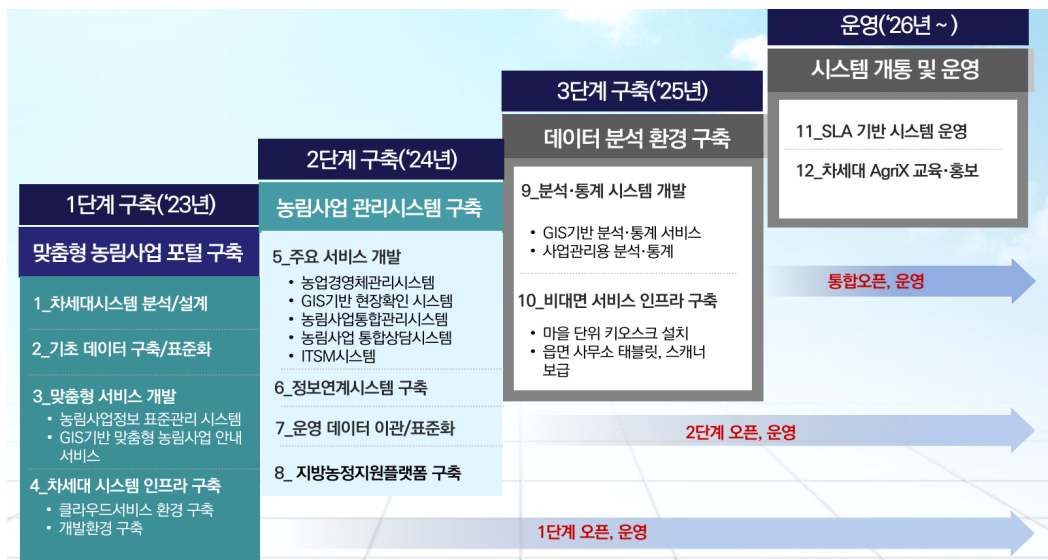 1단계 구축('23년)
맞춤형 농림사업 포털 구축
1_차세대시스템 분석/설계
2_기초 데이터 구축/표준화
3_맞춤형 서비스 개발
• 농림사업정보 표준관리 시스템
• GIS기반 맞춤형 농림사업 안내
서비스
4_차세대 시스템 인프라 구축
• 클라우드서비스 환경 구축
• 개발환경 구축
2단계 구축('24년)
농림사업 관리시스템 구축
5_주요 서비스 개발
• 농업경영체관리시스템
• GIS기반 현장확인 시스템
• 농림사업통합관리시스템
• 농림사업 통합상담시스템
• ITSM시스템
6_정보연계시스템 구축
7_운영 데이터 이관/표준화
8_ 지방농정지원플랫폼 구축
3단계 구축('25년)
데이터 분석 환경 구축
9_분석·통계 시스템 개발
• GIS기반 분석·통계 서비스
• 사업관리용 분석·통계
10_비대면 서비스 인프라 구축
• 마을 단위 키오스크 설치
• 읍면 사무소 태블릿, 스캐너
보급
운영('26년 ~ )
시스템 개통 및 운영
11_SLA 기반 시스템 운영
12_차세대 AgriX 교육·홍보
통합오픈, 운영
2단계 오픈, 운영
1단계 오픈, 운영